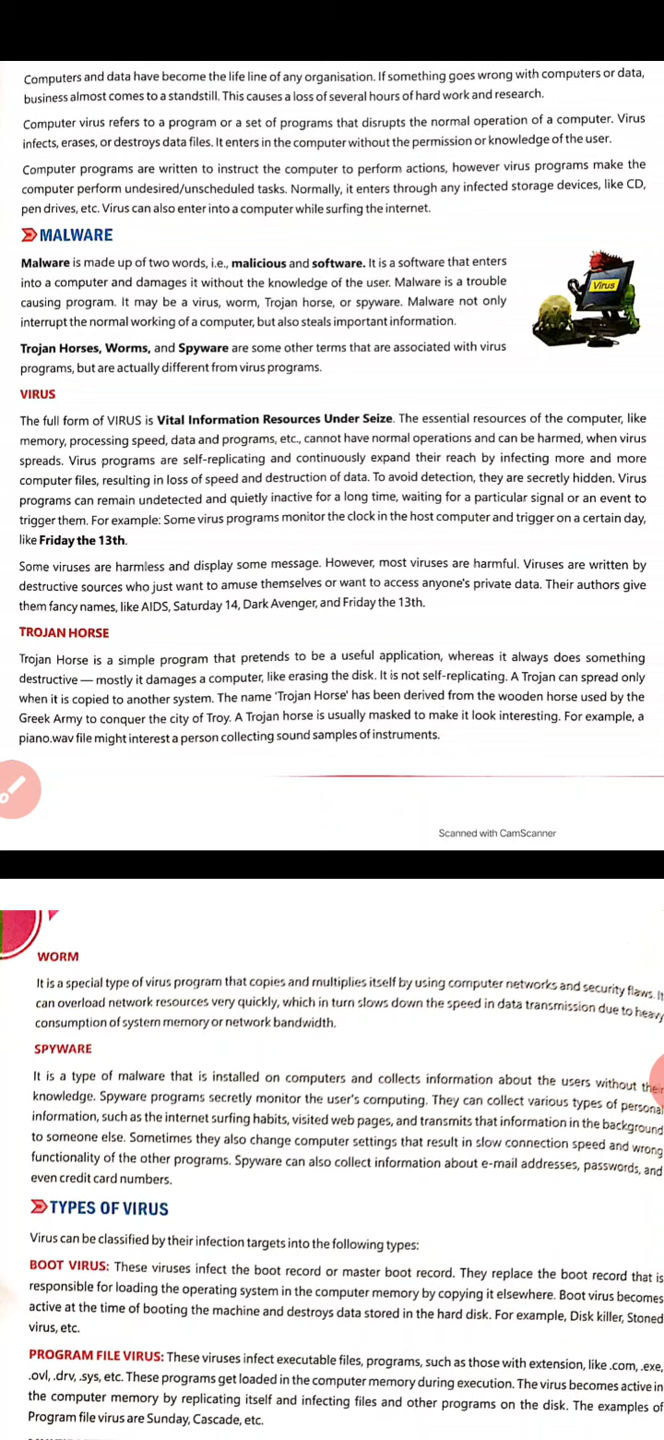 Computers and data have become the life line of any organisation. If something goes wrong with computers or data,
business almost comes to a standstill. This causes a loss of several hours of hard work and research.
Computer virus refers to a program or a set of programs that disrupts the normal operation of a computer. Virus
infects, erases, or destroys data files. It enters in the computer without the permission or knowledge of the user.
Computer programs are written to instruct the computer to perform actions, however virus programs make the
computer perform undesired/unscheduled tasks. Normally, it enters through any infected storage devices, like CD,
pen drives, etc. Virus can also enter into a computer while surfing the internet.
MALWARE
Malware is made up of two words, i.e., malicious and software. It is a software that enters
into a computer and damages it without the knowledge of the user. Malware is a trouble
causing program. It may be a virus, worm, Trojan horse, or spyware. Malware not only
interrupt the normal working of a computer, but also steals important information.
Virus
Trojan Horses, Worms, and Spyware are some other terms that are associated with virus
programs, but are actually different from virus programs.
VIRUS
The full form of VIRUS is Vital Information Resources Under Seize. The essential resources of the computer, like
memory, processing speed, data and programs, etc., cannot have normal operations and can be harmed, when virus
spreads. Virus programs are self-replicating and continuously expand their reach by infecting more and more
computer files, resulting in loss of speed and destruction of data. To avoid detection, they are secretly hidden. Virus
programs can remain undetected and quietly inactive for a long time, waiting for a particular signal or an event to
trigger them. For example: Some virus programs monitor the clock in the host computer and trigger on a certain day,
like Friday the 13th.
Some viruses are harmless and display some message. However, most viruses are harmful. Viruses are written by
destructive sources who just want to amuse themselves or want to access anyone's private data. Their authors give
them fancy names, like AIDS, Saturday 14, Dark Avenger, and Friday the 13th.
TROJAN HORSE
Trojan Horse is a simple program that pretends to be a useful application, whereas it always does something
destructive — mostly it damages a computer, like erasing the disk. It is not self-replicating. A Trojan can spread only
when it is copied to another system. The name 'Trojan Horse' has been derived from the wooden horse used by the
Greek Army to conquer the city of Troy. A Trojan horse is usually masked to make it look interesting. For example, a
piano.wav file might interest a person collecting sound samples of instruments.
Scanned with CamScanner
WORM
It is a special type of virus program that copies and multiplies itself by using computer networks and security flaws. It
can overload network resources very quickly, which in turn slows down the speed in data transmission due to heavy
consumption of system memory or network bandwidth.
SPYWARE
It is a type of malware that is installed on computers and collects information about the users without their
knowledge. Spyware programs secretly monitor the user's computing. They can collect various types of personal
information, such as the internet surfing habits, visited web pages, and transmits that information in the background
to someone else. Sometimes they also change computer settings that result in slow connection speed and wrong
functionality of the other programs. Spyware can also collect information about e-mail addresses, passwords, and
even credit card numbers.
TYPES OF VIRUS
Virus can be classified by their infection targets into the following types:
BOOT VIRUS: These viruses infect the boot record or master boot record. They replace the boot record that is
responsible for loading the operating system in the computer memory by copying it elsewhere. Boot virus becomes
active at the time of booting the machine and destroys data stored in the hard disk. For example, Disk killer, Stoned
virus, etc.
PROGRAM FILE VIRUS: These viruses infect executable files, programs, such as those with extension, like .com, .exe,
.ovl, .drv, .sys, etc. These programs get loaded in the computer memory during execution. The virus becomes active in
the computer memory by replicating itself and infecting files and other programs on the disk. The examples of
Program file virus are Sunday, Cascade, etc.